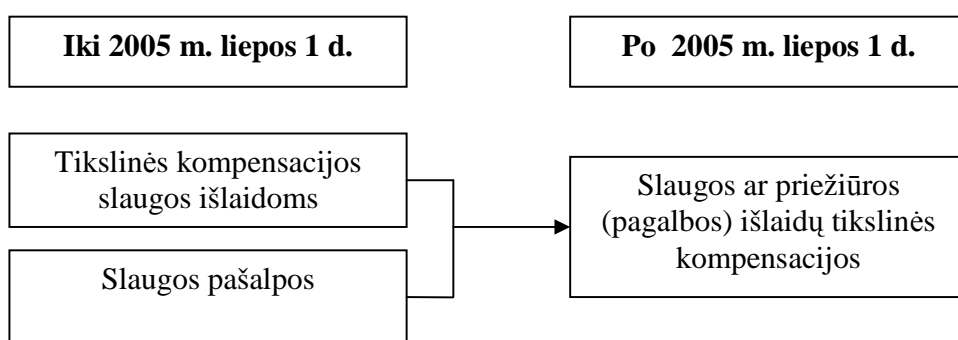 Iki 2005 m. liepos 1 d.
Po 2005 m. liepos 1 d.
Tikslinės kompensacijos
slaugos išlaidoms
Slaugos pašalpos
Slaugos ar priežiūros
(pagalbos) išlaidų tikslinės
kompensacijos